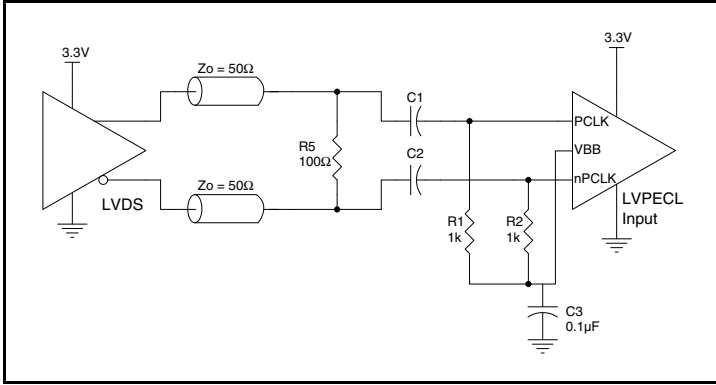 3.3V
3.3V
Zo = 50Ω
C1
PCLK
R5
100Ω
VBB
C2
nPCLK
Zo = 50Ω
LVDS
LVPECL
Input
R1
1k
R2
1k
C3
0.1µF